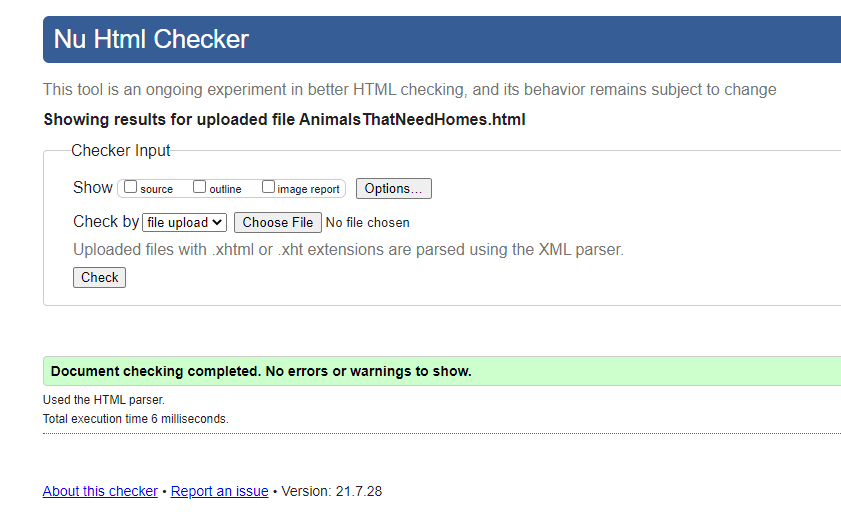 Nu Html Checker
This tool is an ongoing experiment in better HTML checking, and its behavior remains subject to change
Showing results for uploaded file AnimalsThatNeedHomes.html
Checker Input
Show source outline image report Options...
Check by file upload Choose File No file chosen
Uploaded files with .xhtml or .xht extensions are parsed using the XML parser.
Check
Document checking completed. No errors or warnings to show.
Used the HTML parser.
Total execution time 6 milliseconds.
About this checker • Report an issue • Version: 21.7.28